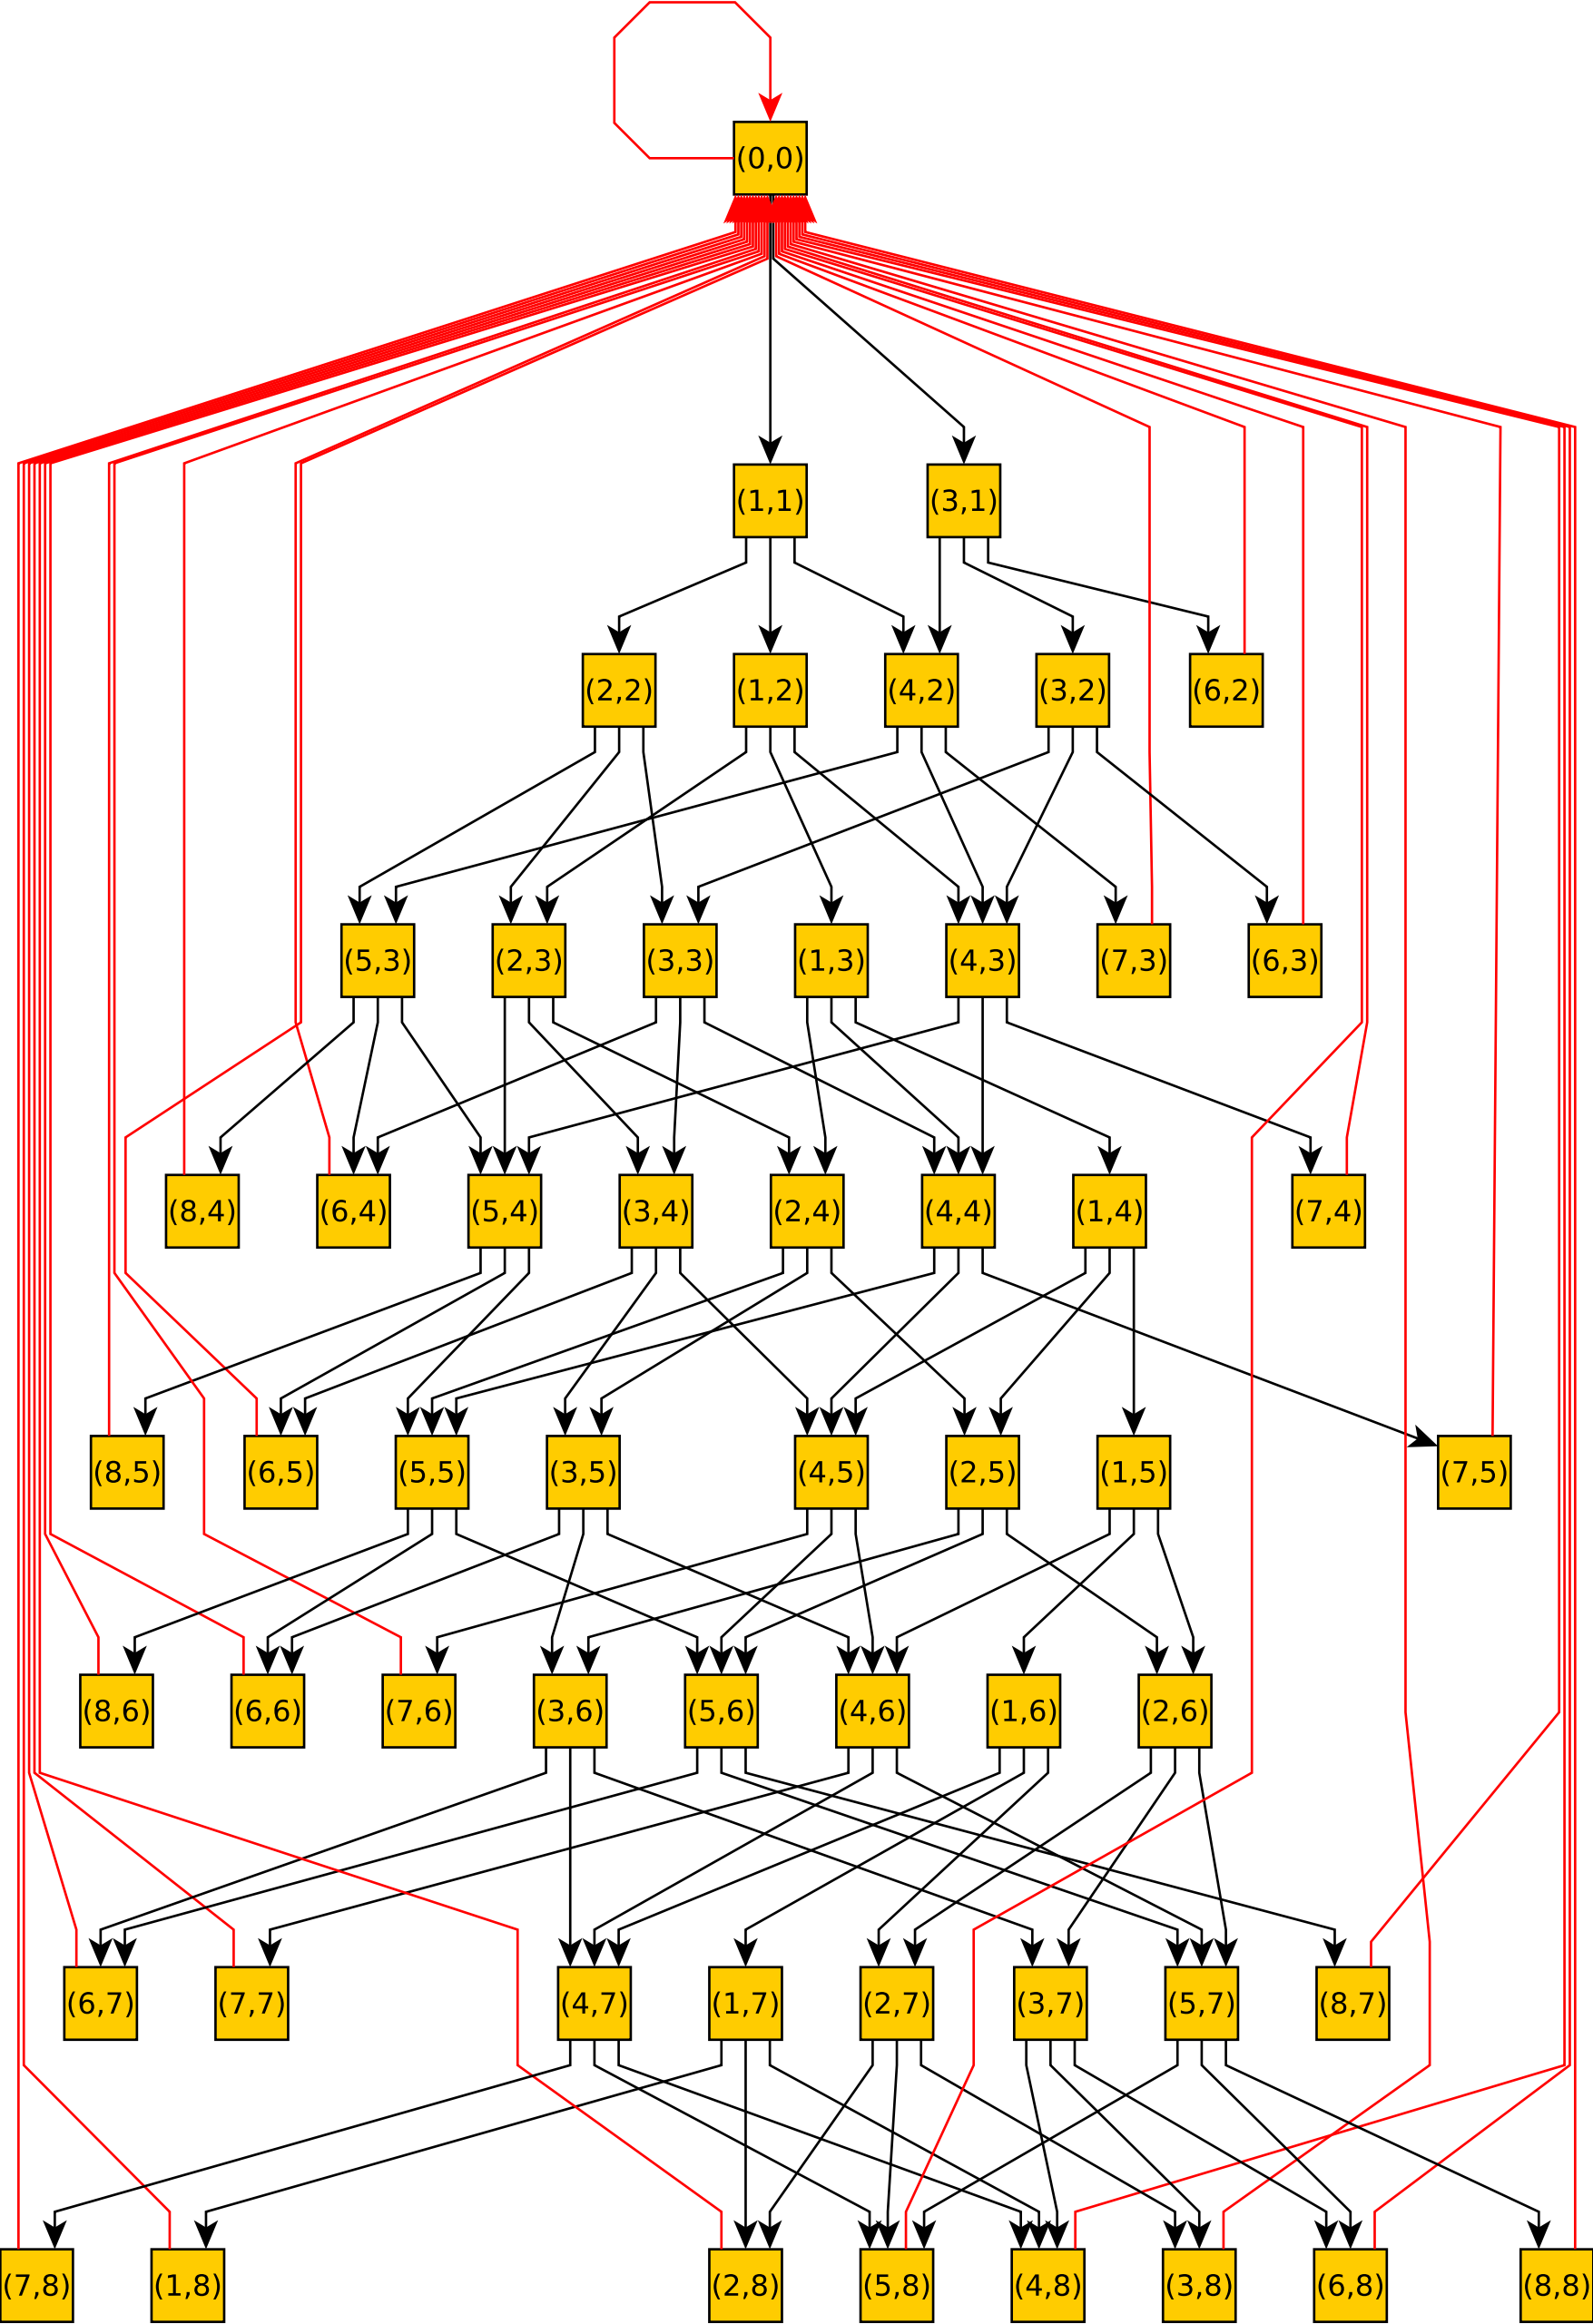 (0,0)
(1,1) (3,1)
(2,2) (1,2) (4,2) (3,2) (6,2)
(5,3) (2,3) (3,3) (1,3) (4,3) (7,3) (6,3)
(8,4) (6,4) (5,4) (3,4) (2,4) (4,4) (1,4) (7,4)
(8,5) (6,5) (5,5) (3,5) (4,5) (2,5) (1,5) (7,5)
(8,6) (6,6) (7,6) (3,6) (5,6) (4,6) (1,6) (2,6)
(6,7) (7,7) (4,7) (1,7) (2,7) (3,7) (5,7) (8,7)
(7,8) (1,8) (2,8) (5,8) (4,8) (3,8) (6,8) (8,8)